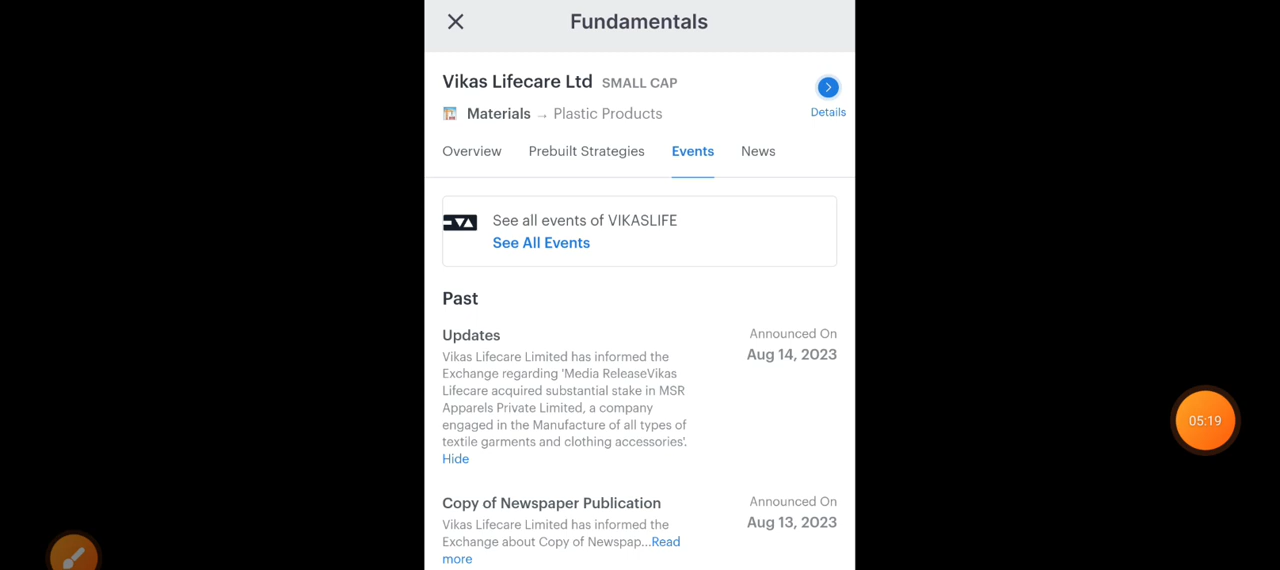 Fundamentals
Vikas Lifecare Ltd SMALL CAP
Materials → Plastic Products
Details
Overview Prebuilt Strategies Events News
See all events of VIKASLIFE
See All Events
Past
Updates
Announced On
Aug 14, 2023
Vikas Lifecare Limited has informed the
Exchange regarding 'Media ReleaseVikas
Lifecare acquired substantial stake in MSR
Apparels Private Limited, a company
engaged in the Manufacture of all types of
textile garments and clothing accessories'.
Hide
Copy of Newspaper Publication
Announced On
Aug 13, 2023
Vikas Lifecare Limited has informed the
Exchange about Copy of Newspap...Read
more
05:19